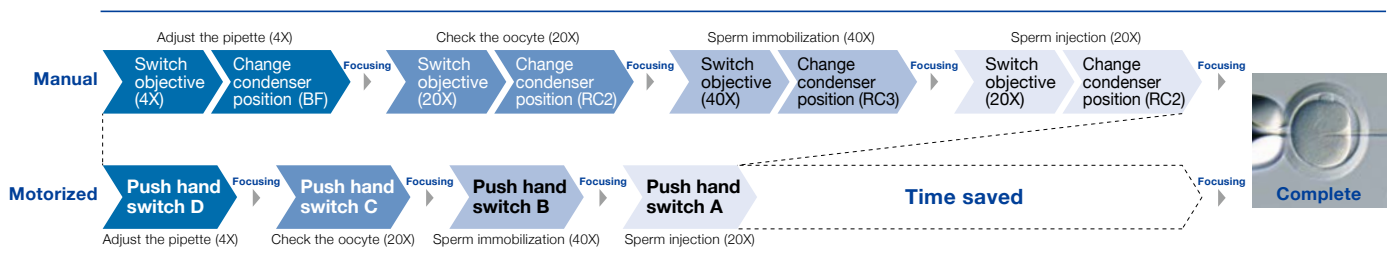 Adjust the pipette (4X)
Check the oocyte (20X)
Sperm immobilization (40X)
Sperm injection (20X)
Manual
Switch
objective
(4X)
Change
condenser
position (BF)
Focusing
Switch
objective
(20X)
Change
condenser
position (RC2)
Focusing
Switch
objective
(40X)
Change
condenser
position (RC3)
Focusing
Switch
objective
(20X)
Change
condenser
position (RC2)
Focusing
Motorized
Push hand
switch D
Focusing
Push hand
switch C
Focusing
Push hand
switch B
Focusing
Push hand
switch A
Time saved
Focusing
Complete
Adjust the pipette (4X)
Check the oocyte (20X)
Sperm immobilization (40X)
Sperm injection (20X)